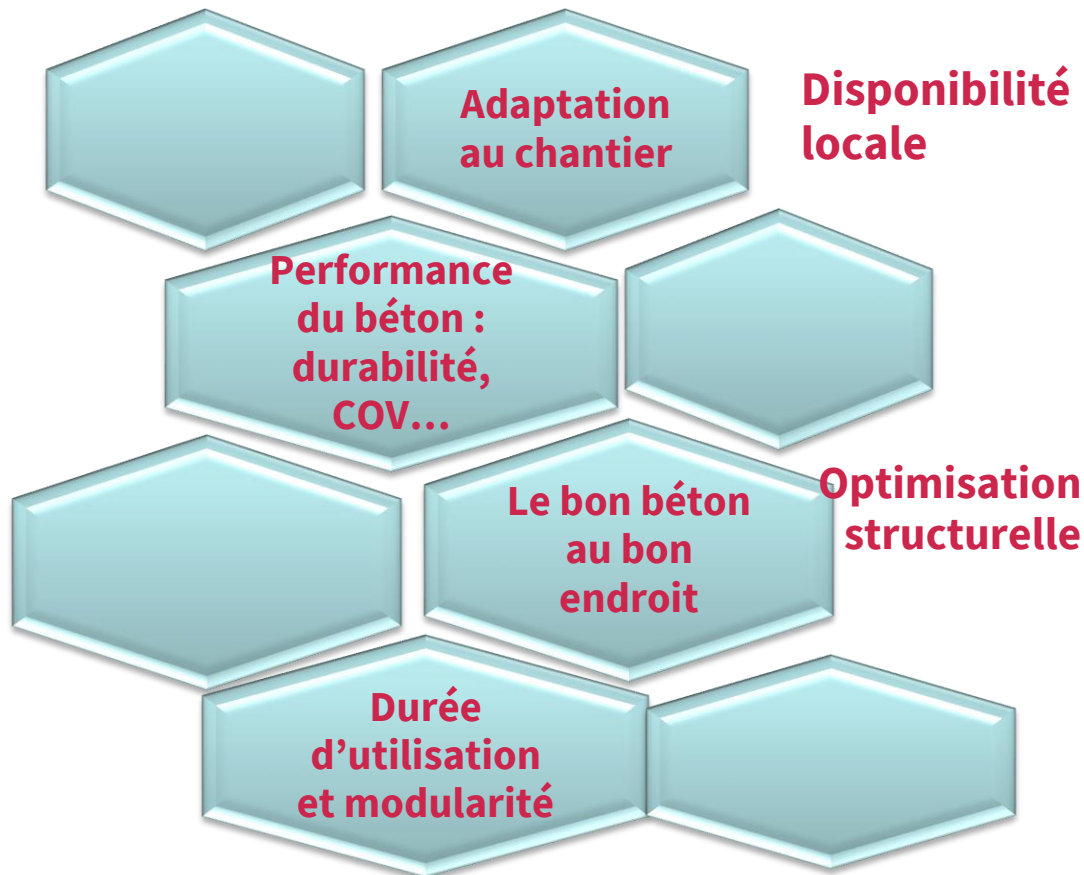 Adaptation
au chantier
Disponibilité
locale
Performance
du béton :
durabilité,
COV...
Le bon béton
au bon
endroit
Optimisation
structurelle
Durée
d’utilisation
et modularité